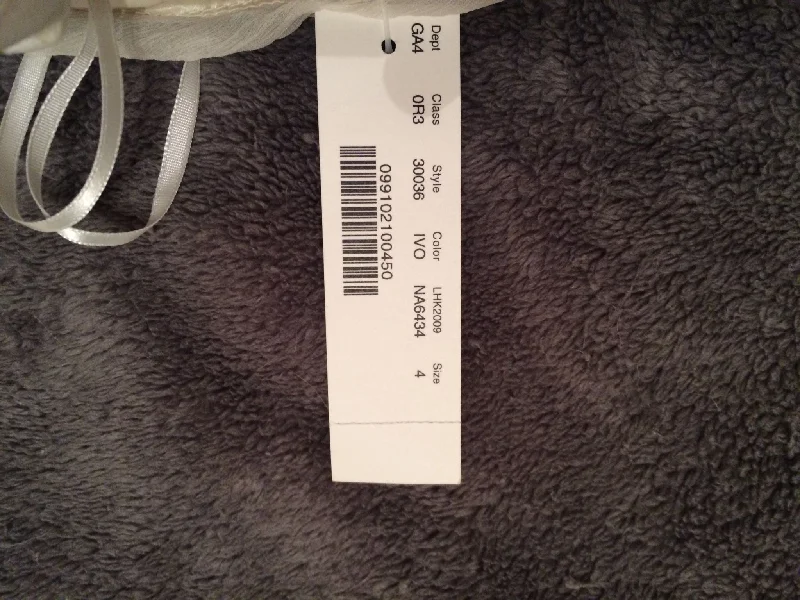 Dept Class Style Color LHK2009 Size
GA4 0R3 30036 IVO NA6434 4
099102100450